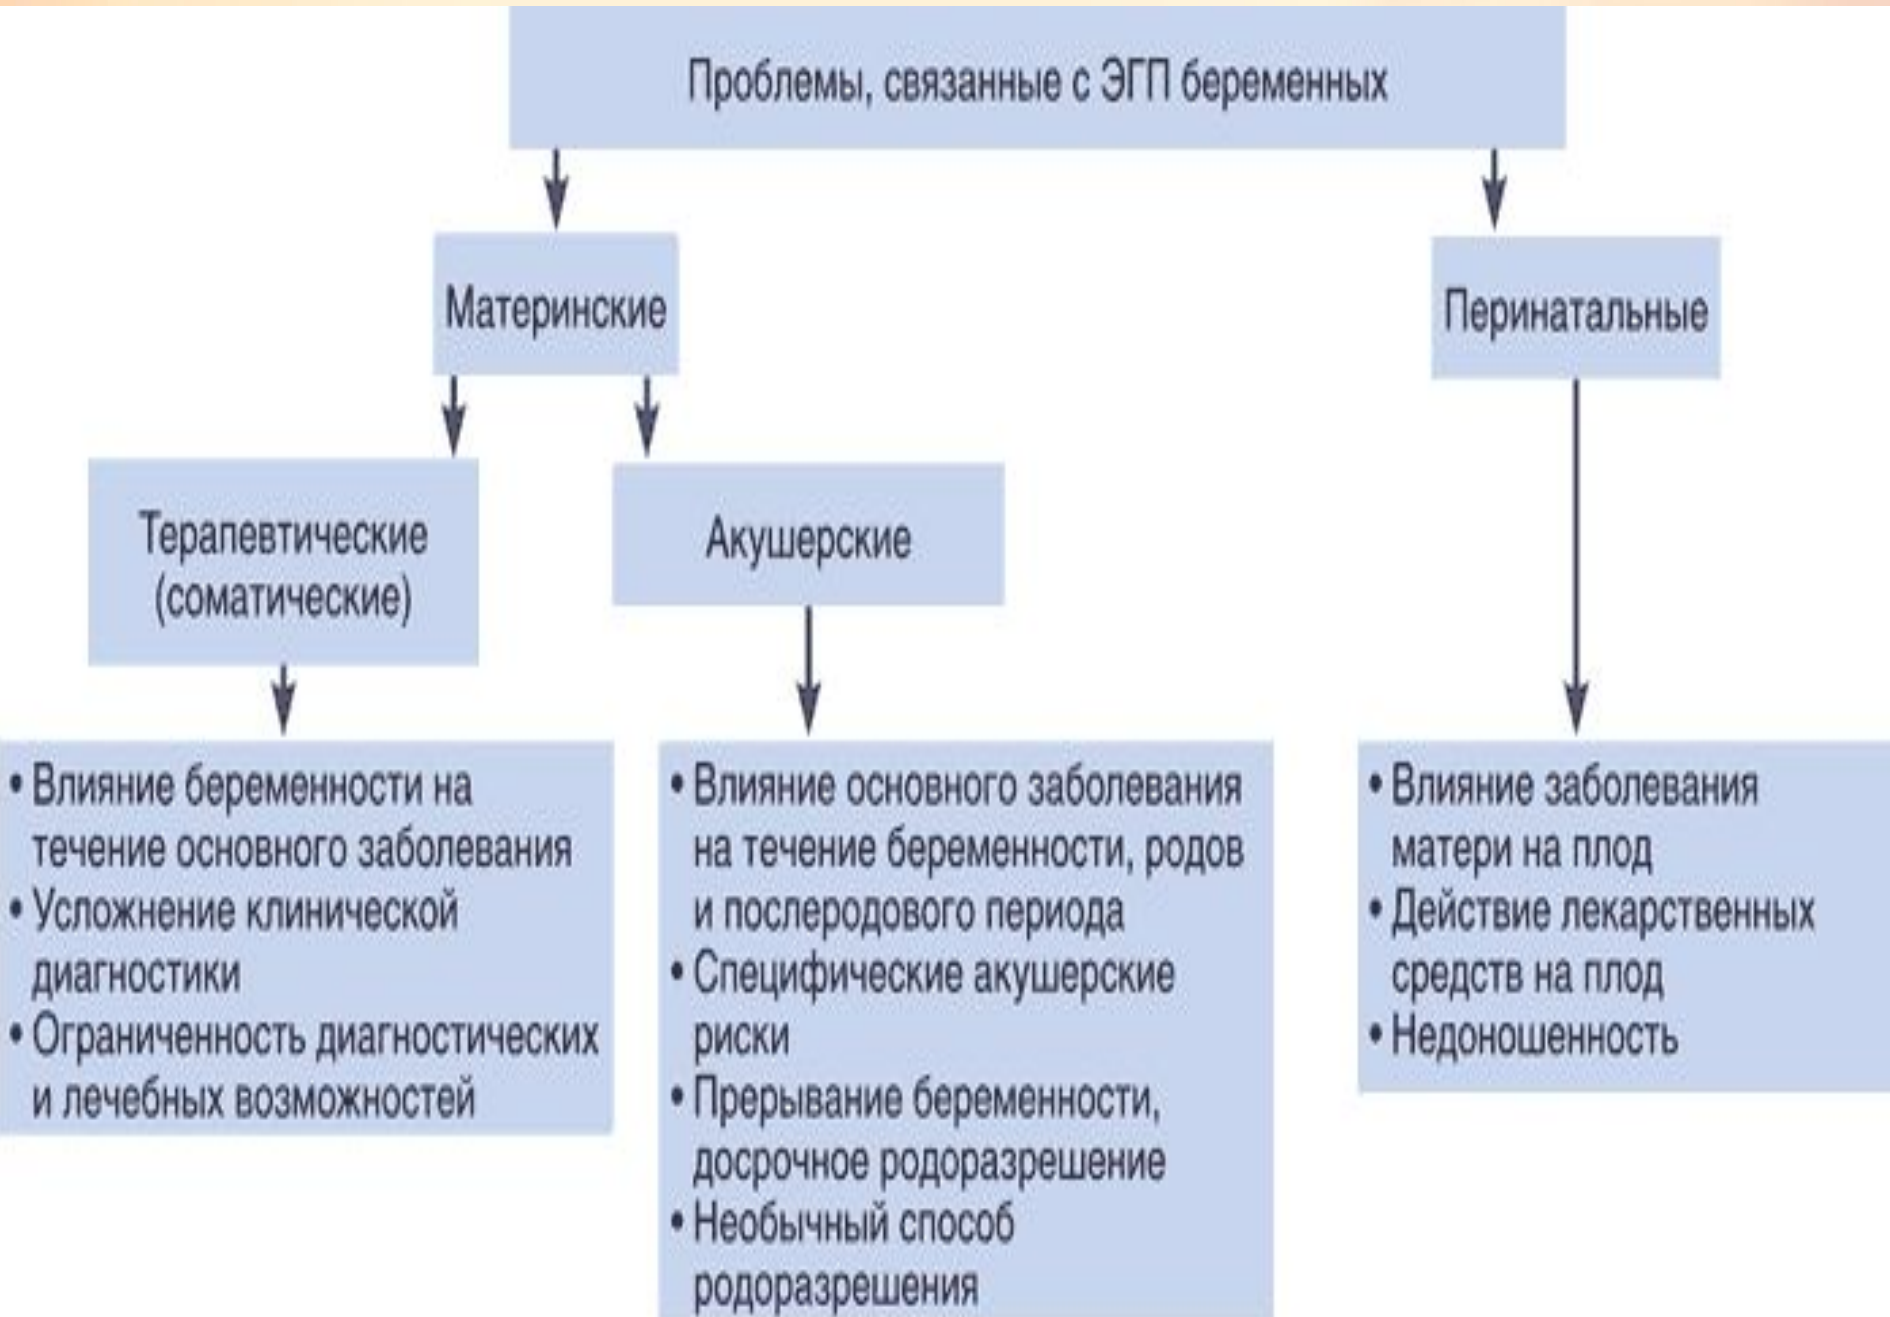 Проблемы, связанные с ЭГП беременных
Материнские
Перинатальные
Терапевтические
(соматические)
Акушерские
• Влияние беременности на
течение основного заболевания
• Усложнение клинической
диагностики
• Ограниченность диагностических
и лечебных возможностей
• Влияние основного заболевания
на течение беременности, родов
и послеродового периода
• Специфические акушерские
риски
• Прерывание беременности,
досрочное родоразрешение
• Необычный способ
родоразрешения
• Влияние заболевания
матери на плод
• Действие лекарственных
средств на плод
• Недоношенность